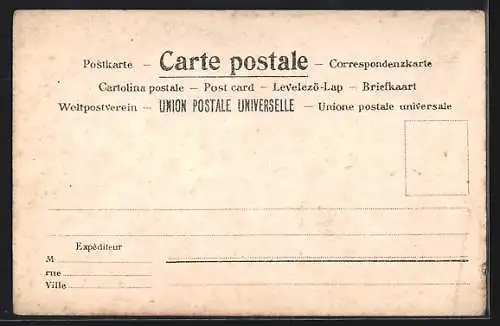 Postkarte – Carte postale – Correspondenzkarte
Cartolina postale – Post card – Levelezö-Lap – Briefkaart
Weltpostverein – UNION POSTALE UNIVERSELLE – Unione postale universale
Expéditeur
M
rue
Ville